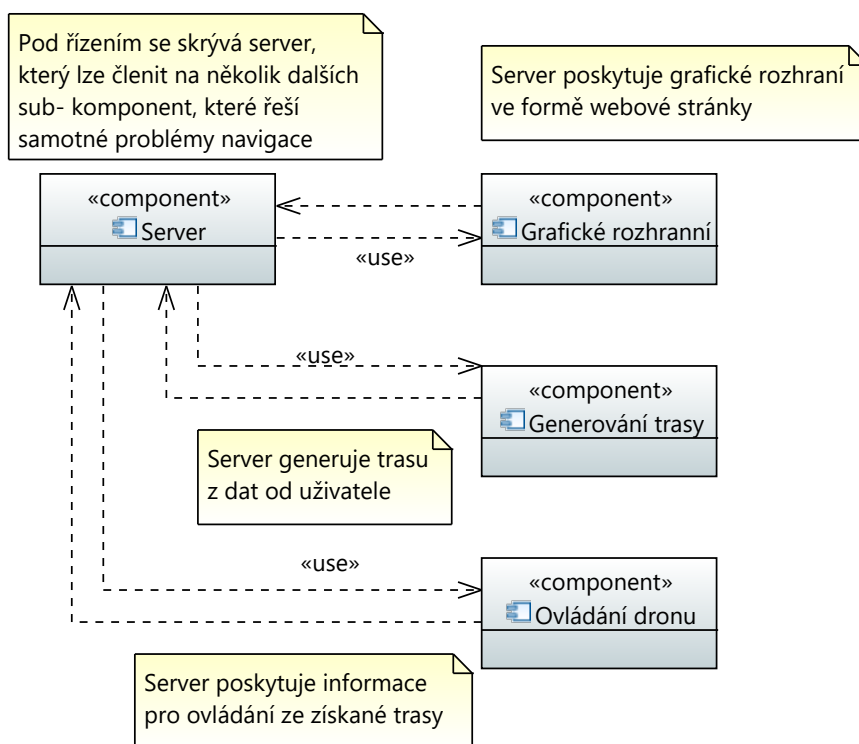 Pod řízením se skrývá server,
který lze členit na několik dalších
sub- komponent, které řeší
samotné problémy navigace
Server poskytuje grafické rozhraní
ve formě webové stránky
«component»
Server
«component»
Grafické rozhranní
«use»
«use»
«component»
Generování trasy
Server generuje trasu
z dat od uživatele
«use»
«component»
Ovládání dronu
Server poskytuje informace
pro ovládání ze získané trasy